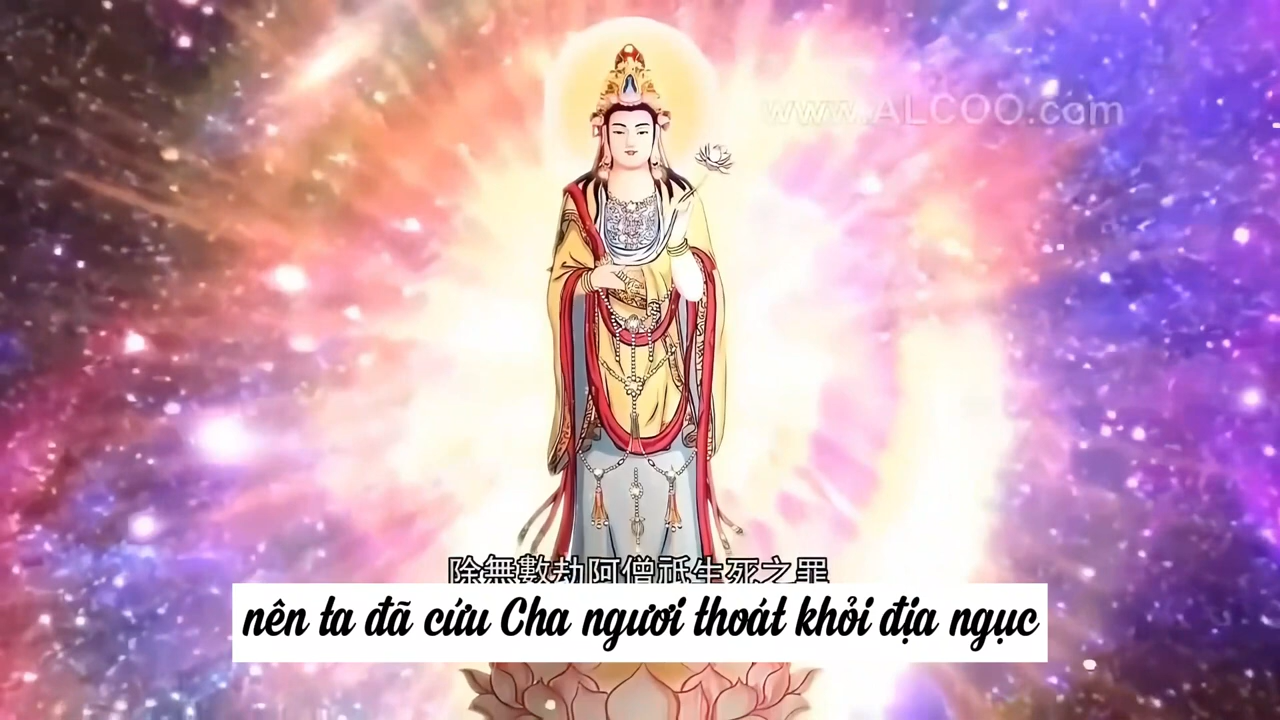 www.ALCOO.com
除無數劫阿僧祇生死之罪
nên ta đã cứu Cha ngươi thoát khỏi địa ngục